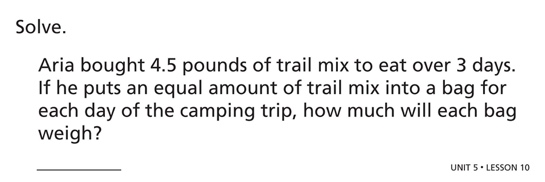 Solve.
Aria bought 4.5 pounds of trail mix to eat over 3 days.
If he puts an equal amount of trail mix into a bag for
each day of the camping trip, how much will each bag
weigh?
UNIT 5 • LESSON 10